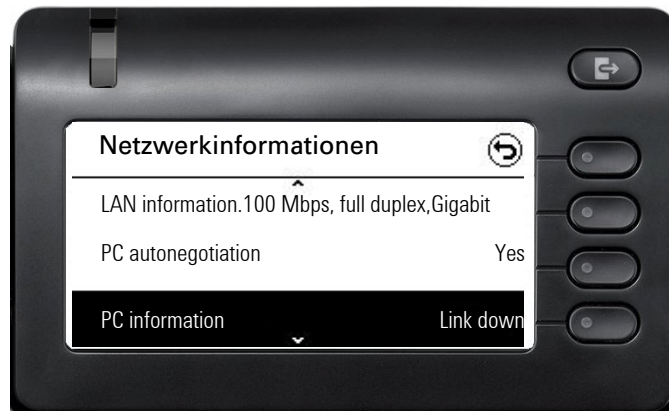 Netzwerkinformationen
LAN information.100 Mbps, full duplex,Gigabit
PC autonegotiation Yes
PC information Link down